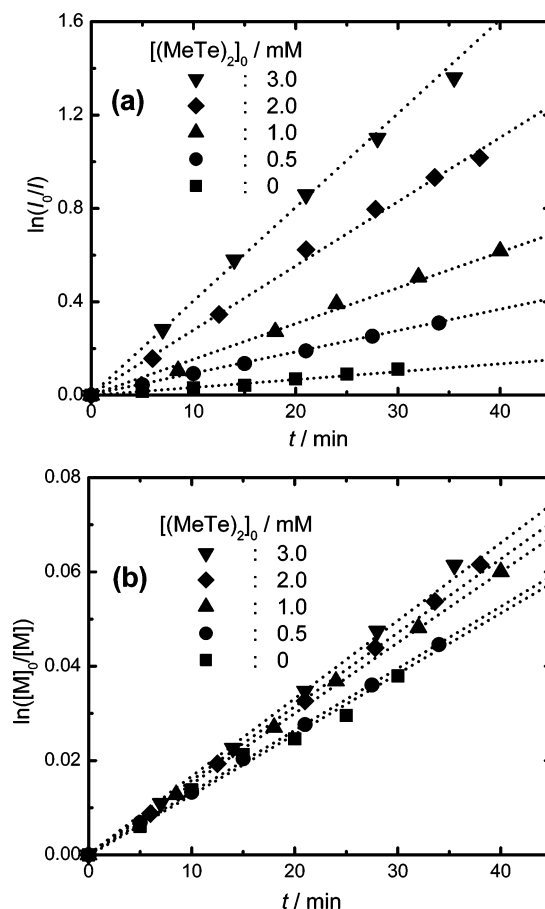 1.6
[(MeTe)₂]₀ / mM
▼ : 3.0
(a)
◆ : 2.0
1.2
▲ : 1.0
● : 0.5
■ : 0
ln(I₀/I)
0.8
0.4
0.0
0 10 20 30 40
t / min
0.08
[(MeTe)₂]₀ / mM
▼ : 3.0
(b)
◆ : 2.0
▲ : 1.0
0.06
● : 0.5
■ : 0
ln([M]₀/[M])
0.04
0.02
0.00
0 10 20 30 40
t / min